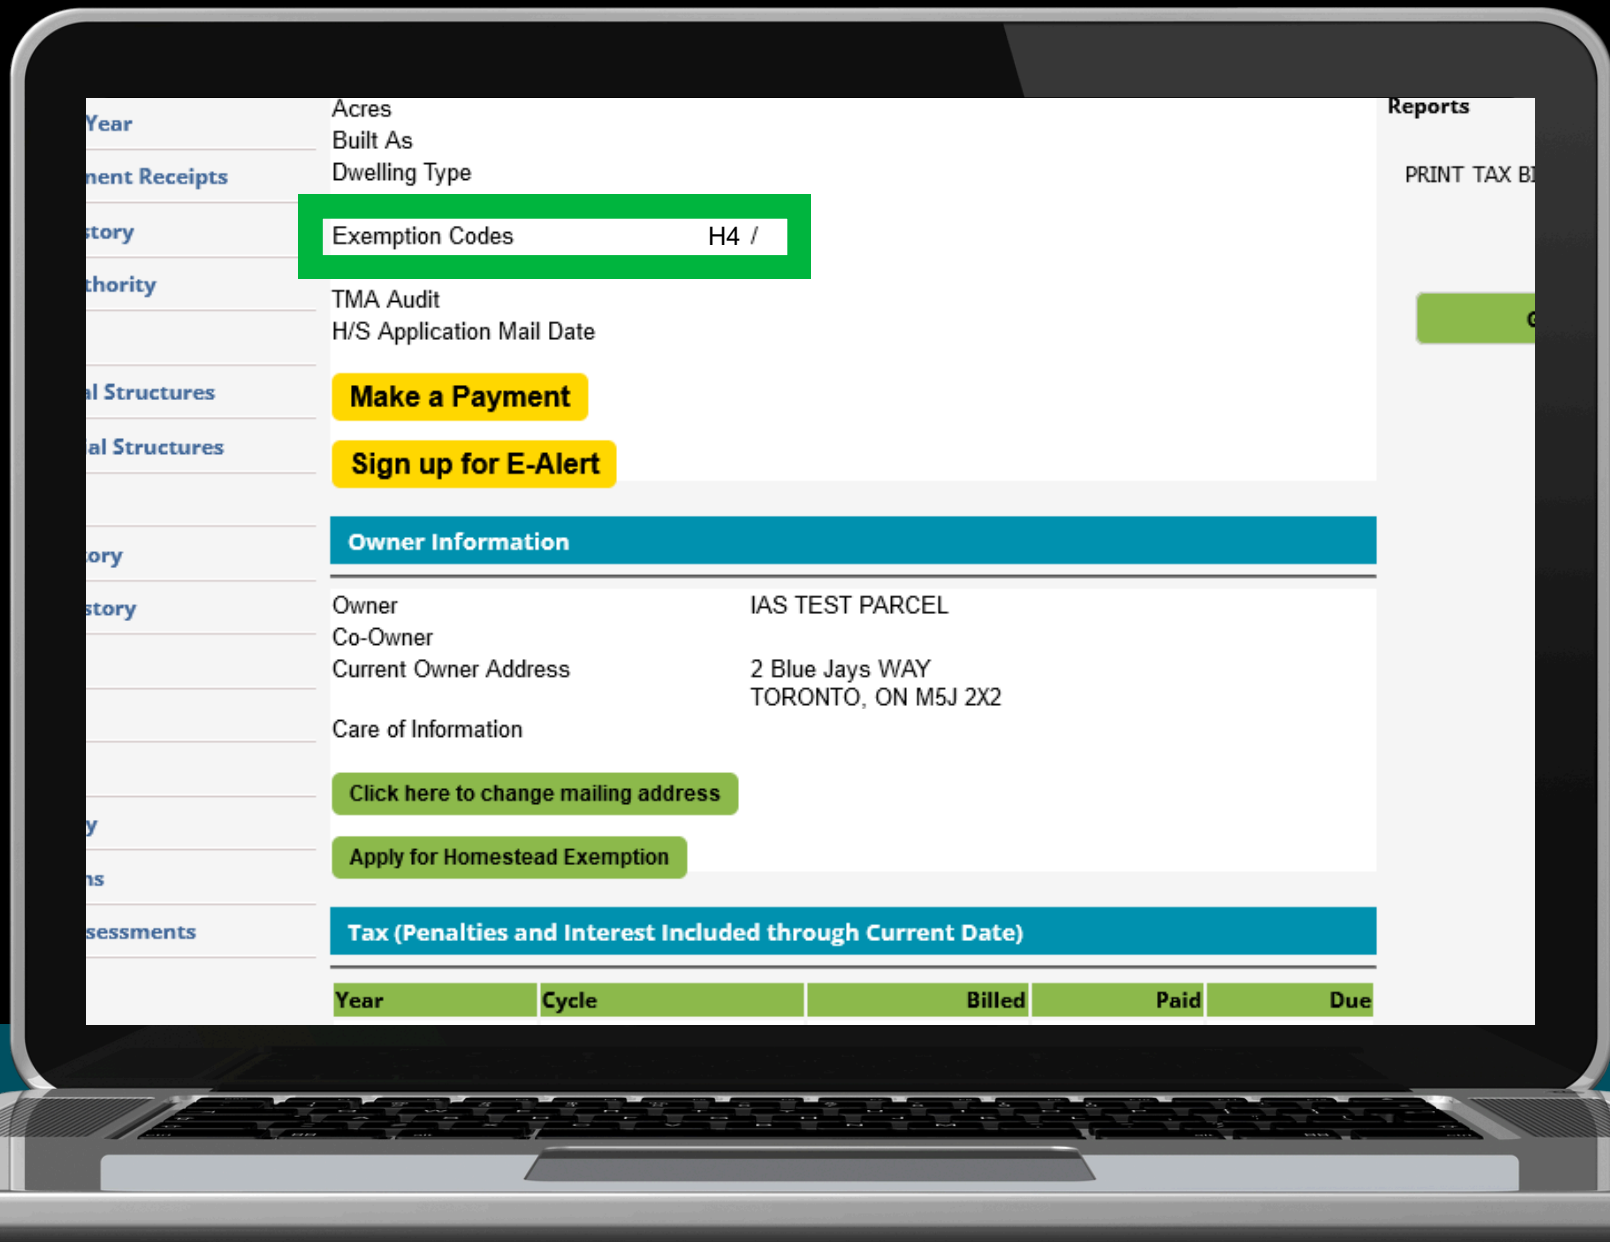 Year
nent Receipts
story
thority
al Structures
al Structures
ory
story
y
ns
sessments
Acres
Built As
Dwelling Type
Exemption Codes H4 /
TMA Audit
H/S Application Mail Date
Make a Payment
Sign up for E-Alert
Owner Information
Owner IAS TEST PARCEL
Co-Owner
Current Owner Address 2 Blue Jays WAY
TORONTO, ON M5J 2X2
Care of Information
Click here to change mailing address
Apply for Homestead Exemption
Tax (Penalties and Interest Included through Current Date)
Year Cycle Billed Paid Due
Reports
PRINT TAX BI